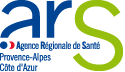 ars
Agence Régionale de Santé
Provence-Alpes
Côte d'Azur